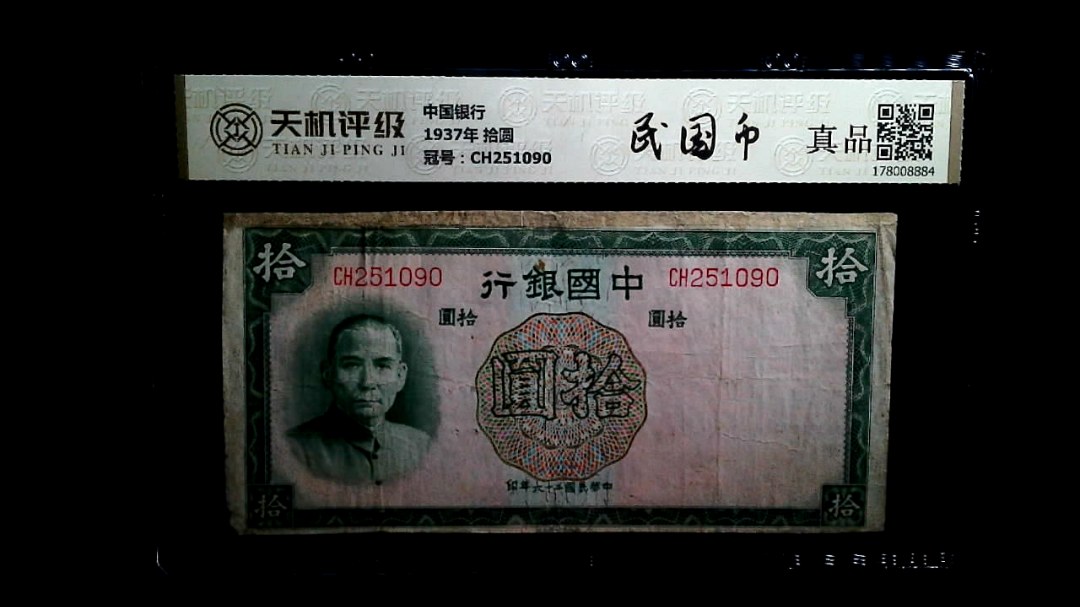 天机评级
TIAN JI PING JI
中国银行
1937年 拾圆
冠号：CH251090
民国币
真品
178008884
拾
拾
CH251090
行銀國中
CH251090
圓拾
圓拾
圓拾
印年六十二國民華中
拾
拾